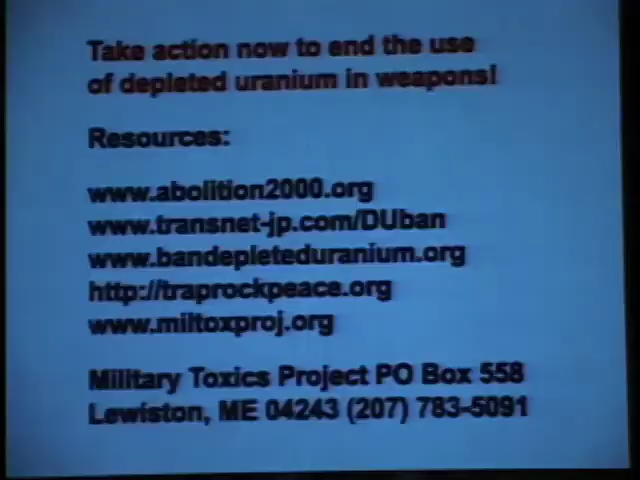 Take action now to end the use
of depleted uranium in weapons!
Resources:
www.abolition2000.org
www.transnet-jp.com/DUban
www.bandepleteduranium.org
http://traprockpeace.org
www.miltoxproj.org
Military Toxics Project PO Box 558
Lewiston, ME 04243 (207) 783-5091